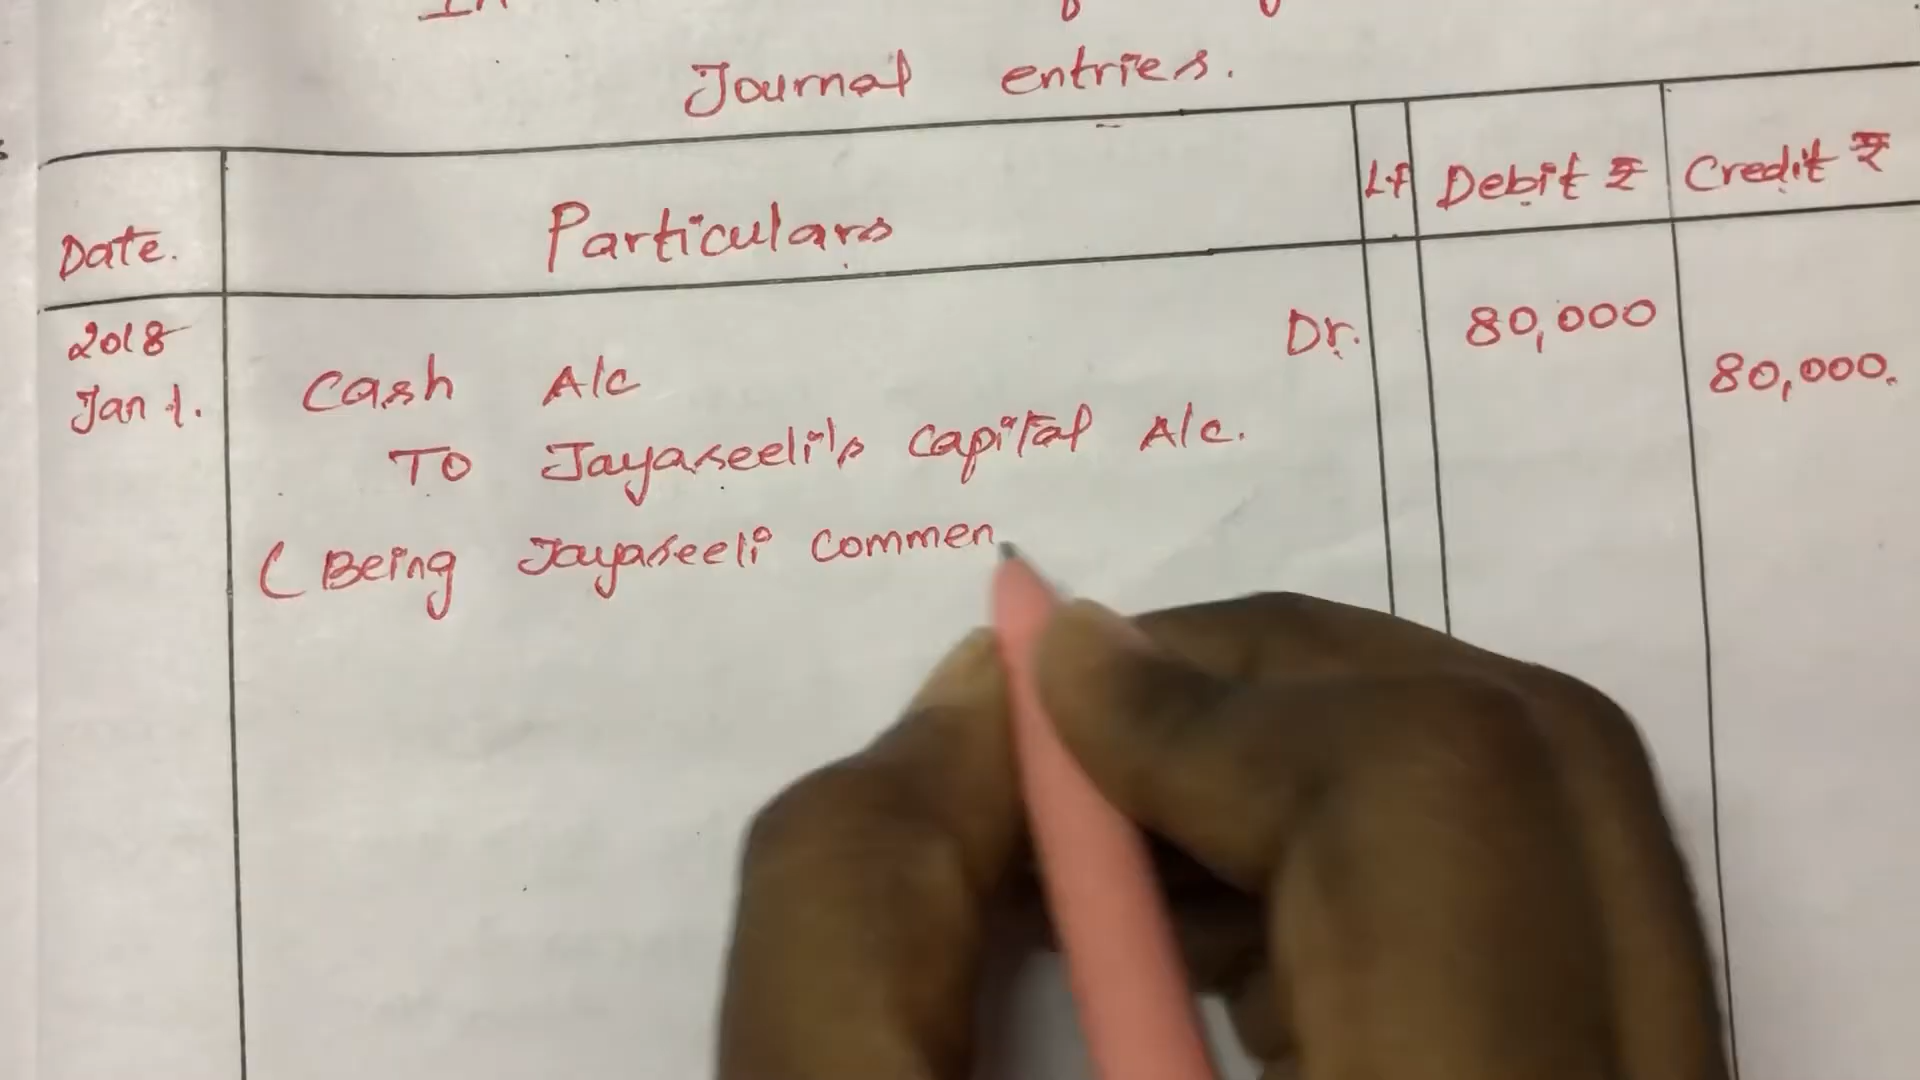 Journal entries.
Date. Particulars L.f Debit ₹ Credit ₹
2018 Cash A/c Dr. 80,000
Jan 1. To Jayaseeli's Capital A/c. 80,000.
( Being Jayaseeli commen